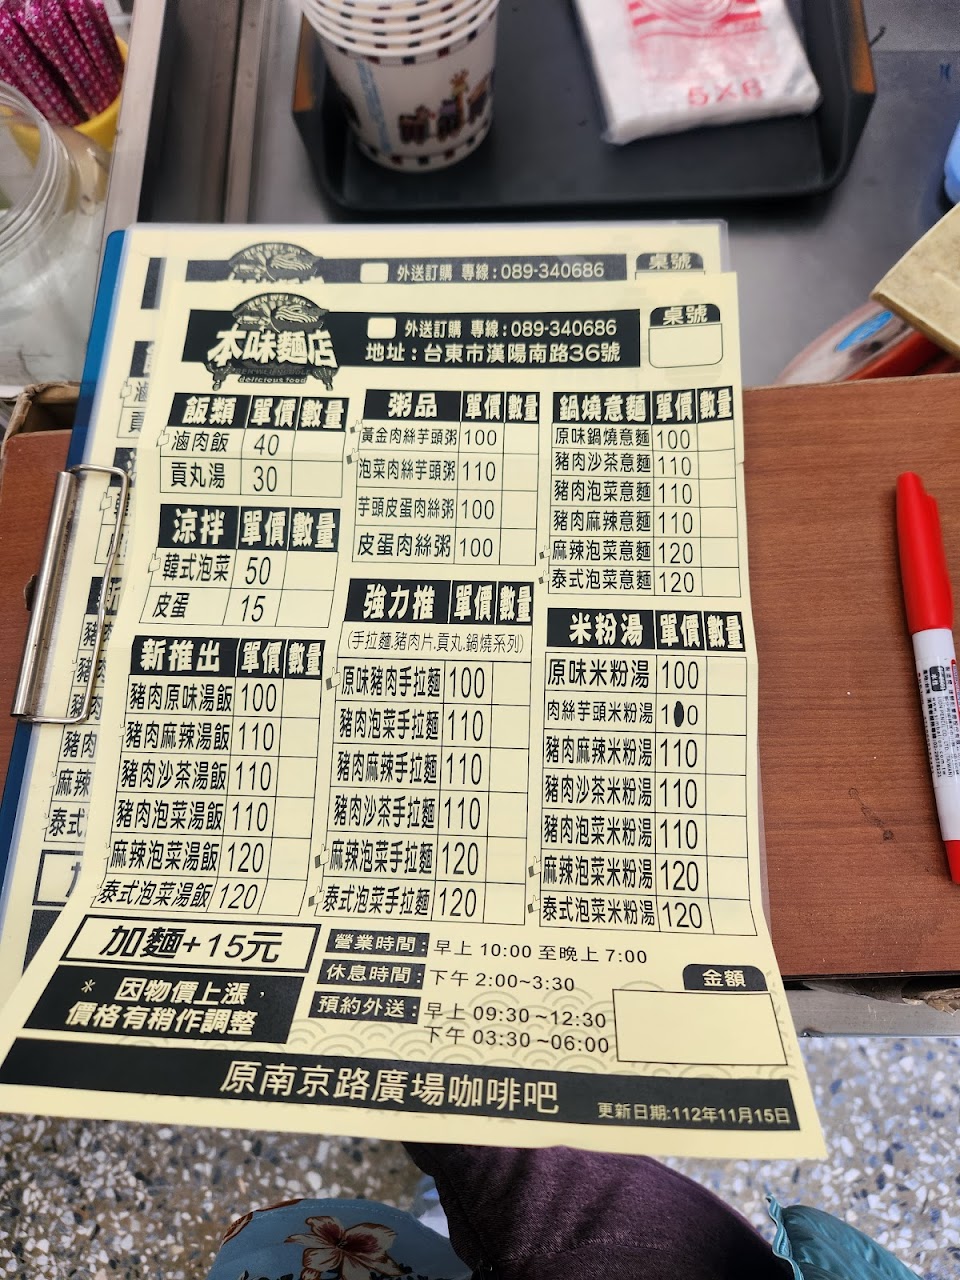 5X6
外送訂購 專線:089-340686
桌號
BEN WEI NO
本味麵店
delicious food
外送訂購 專線:089-340686
地址:台東市漢陽南路36號
桌號
飯類 單價 數量
滷肉飯 40
貢丸湯 30
涼拌 單價 數量
韓式泡菜 50
皮蛋 15
新推出 單價 數量
豬肉原味湯飯 100
豬肉麻辣湯飯 110
豬肉沙茶湯飯 110
豬肉泡菜湯飯 110
麻辣泡菜湯飯 120
泰式泡菜湯飯 120
粥品 單價 數量
黃金肉絲芋頭粥 100
泡菜肉絲芋頭粥 110
芋頭皮蛋肉絲粥 100
皮蛋肉絲粥 100
強力推 單價 數量
(手拉麵.豬肉片.貢丸.鍋燒系列)
原味豬肉手拉麵 100
豬肉泡菜手拉麵 110
豬肉麻辣手拉麵 110
豬肉沙茶手拉麵 110
麻辣泡菜手拉麵 120
泰式泡菜手拉麵 120
鍋燒意麵 單價 數量
原味鍋燒意麵 100
豬肉沙茶意麵 110
豬肉泡菜意麵 110
豬肉麻辣意麵 110
麻辣泡菜意麵 120
泰式泡菜意麵 120
米粉湯 單價 數量
原味米粉湯 100
肉絲芋頭米粉湯 100
豬肉麻辣米粉湯 110
豬肉沙茶米粉湯 110
豬肉泡菜米粉湯 110
麻辣泡菜米粉湯 120
泰式泡菜米粉湯 120
加麵+15元
* 因物價上漲,
價格有稍作調整
營業時間: 早上 10:00 至晚上 7:00
休息時間: 下午 2:00~3:30
預約外送: 早上 09:30~12:30
下午 03:30~06:00
金額
原南京路廣場咖啡吧
更新日期:112年11月15日